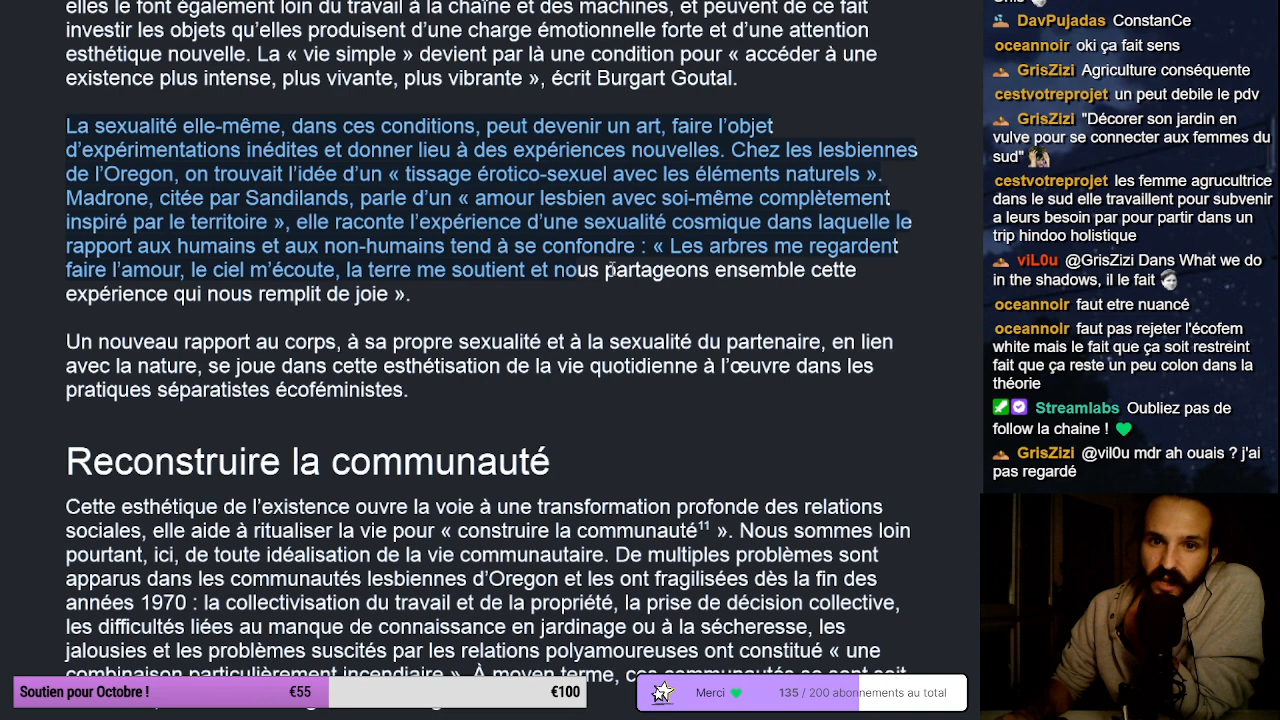 elles le font également loin du travail à la chaîne et des machines, et peuvent de ce fait
investir les objets qu’elles produisent d’une charge émotionnelle forte et d’une attention
esthétique nouvelle. La « vie simple » devient par là une condition pour « accéder à une
existence plus intense, plus vivante, plus vibrante », écrit Burgart Goutal.
La sexualité elle-même, dans ces conditions, peut devenir un art, faire l’objet
d’expérimentations inédites et donner lieu à des expériences nouvelles. Chez les lesbiennes
de l’Oregon, on trouvait l’idée d’un « tissage érotico-sexuel avec les éléments naturels ».
Madrone, citée par Sandilands, parle d’un « amour lesbien avec soi-même complètement
inspiré par le territoire », elle raconte l’expérience d’une sexualité cosmique dans laquelle le
rapport aux humains et aux non-humains tend à se confondre : « Les arbres me regardent
faire l’amour, le ciel m’écoute, la terre me soutient et nous partageons ensemble cette
expérience qui nous remplit de joie ».
Un nouveau rapport au corps, à sa propre sexualité et à la sexualité du partenaire, en lien
avec la nature, se joue dans cette esthétisation de la vie quotidienne à l’œuvre dans les
pratiques séparatistes écoféministes.
Reconstruire la communauté
Cette esthétique de l’existence ouvre la voie à une transformation profonde des relations
sociales, elle aide à ritualiser la vie pour « construire la communauté¹¹ ». Nous sommes loin
pourtant, ici, de toute idéalisation de la vie communautaire. De multiples problèmes sont
apparus dans les communautés lesbiennes d’Oregon et les ont fragilisées dès la fin des
années 1970 : la collectivisation du travail et de la propriété, la prise de décision collective,
les difficultés liées au manque de connaissance en jardinage ou à la sécheresse, les
jalousies et les problèmes suscités par les relations polyamoureuses ont constitué « une
combinaison particulièrement incendiaire ». À moyen terme, ces communautés se sont soit
Soutien pour Octobre ! €55 €100
Merci 135 / 200 abonnements au total
DavPujadas ConstanCe
oceannoir oki ça fait sens
GrisZizi Agriculture conséquente
cestvotreprojet un peut debile le pdv
GrisZizi "Décorer son jardin en
vulve pour se connecter aux femmes du
sud"
cestvotreprojet les femme agrucultrice
dans le sud elle travaillent pour subvenir
a leurs besoin par pour partir dans un
trip hindoo holistique
viL0u @GrisZizi Dans What we do
in the shadows, il le fait
oceannoir faut etre nuancé
oceannoir faut pas rejeter l'écofem
white mais le fait que ça soit restreint
fait que ça reste un peu colon dans la
théorie
Streamlabs Oubliez pas de
follow la chaine !
GrisZizi @vil0u mdr ah ouais ? j'ai
pas regardé